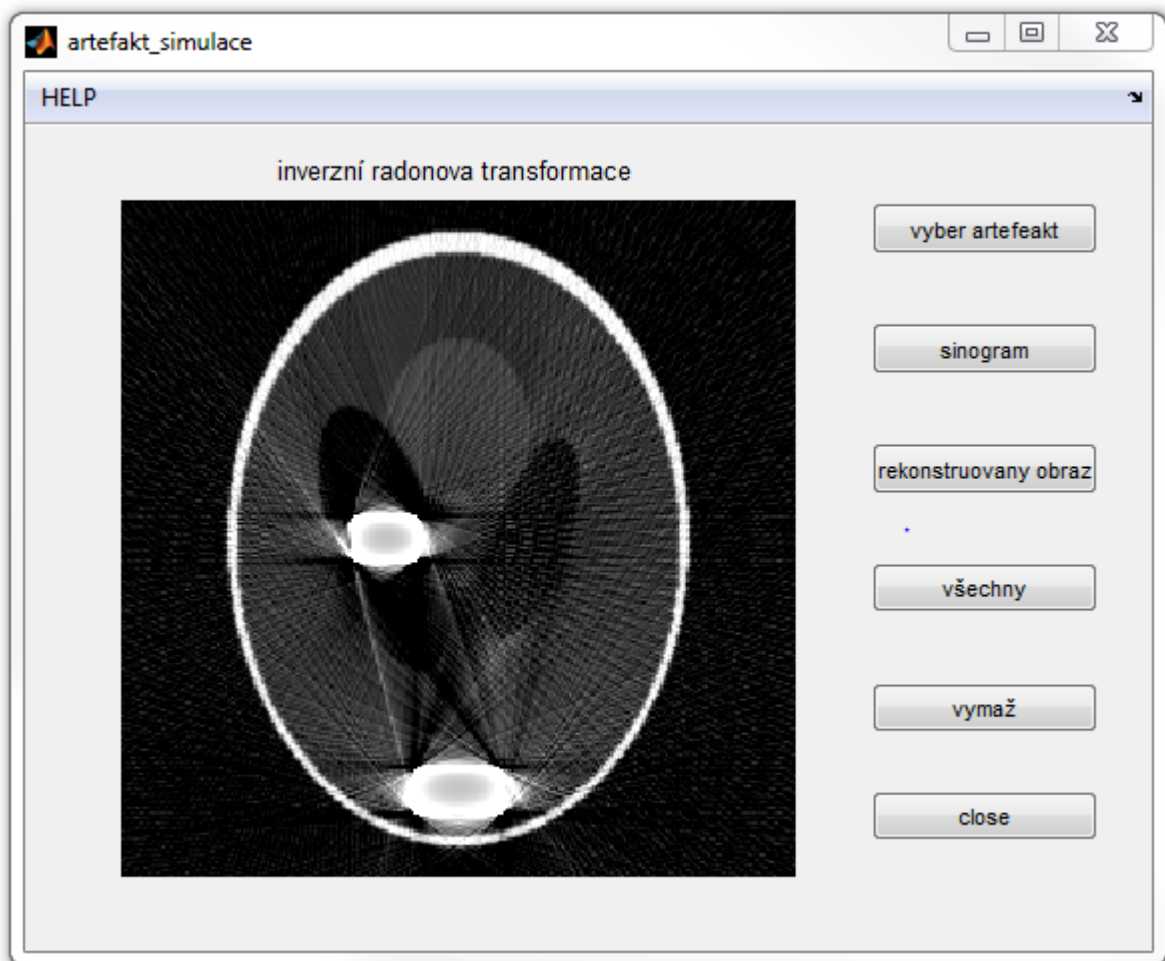 artefakt_simulace
HELP
inverzní radonova transformace
vyber artefeakt
sinogram
rekonstruovany obraz
všechny
vymaž
close